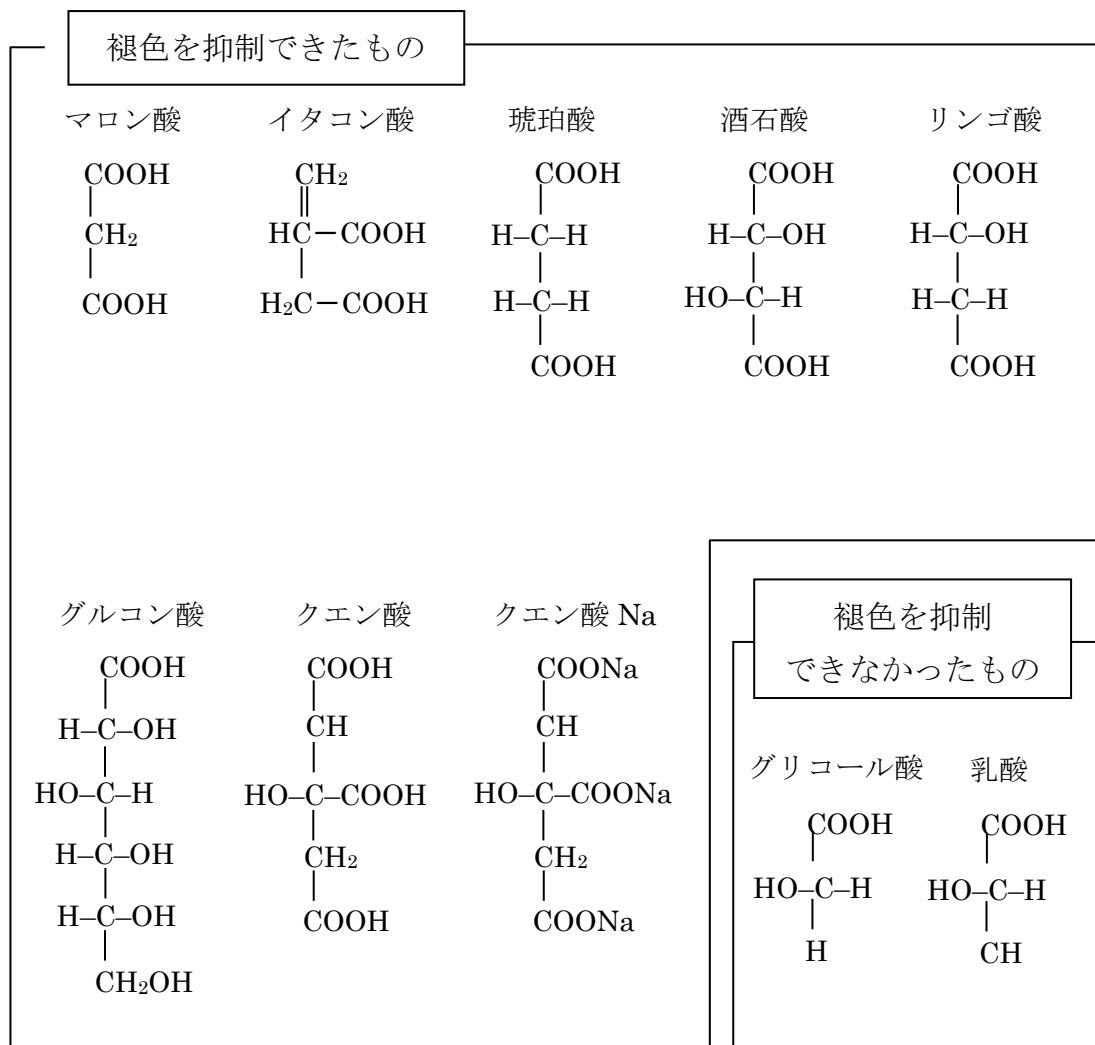 褪色を抑制できたもの
マロン酸 イタコン酸 琥珀酸 酒石酸 リンゴ酸
COOH CH₂ COOH COOH COOH
CH₂ HC–COOH H–C–H H–C–OH H–C–OH
COOH H₂C–COOH H–C–H HO–C–H H–C–H
COOH COOH COOH
グルコン酸 クエン酸 クエン酸 Na
COOH COOH COONa
H–C–OH CH CH
HO–C–H HO–C–COOH HO–C–COONa
H–C–OH CH₂ CH₂
H–C–OH COOH COONa
CH₂OH
褪色を抑制
できなかったもの
グリコール酸 乳酸
COOH COOH
HO–C–H HO–C–H
H CH